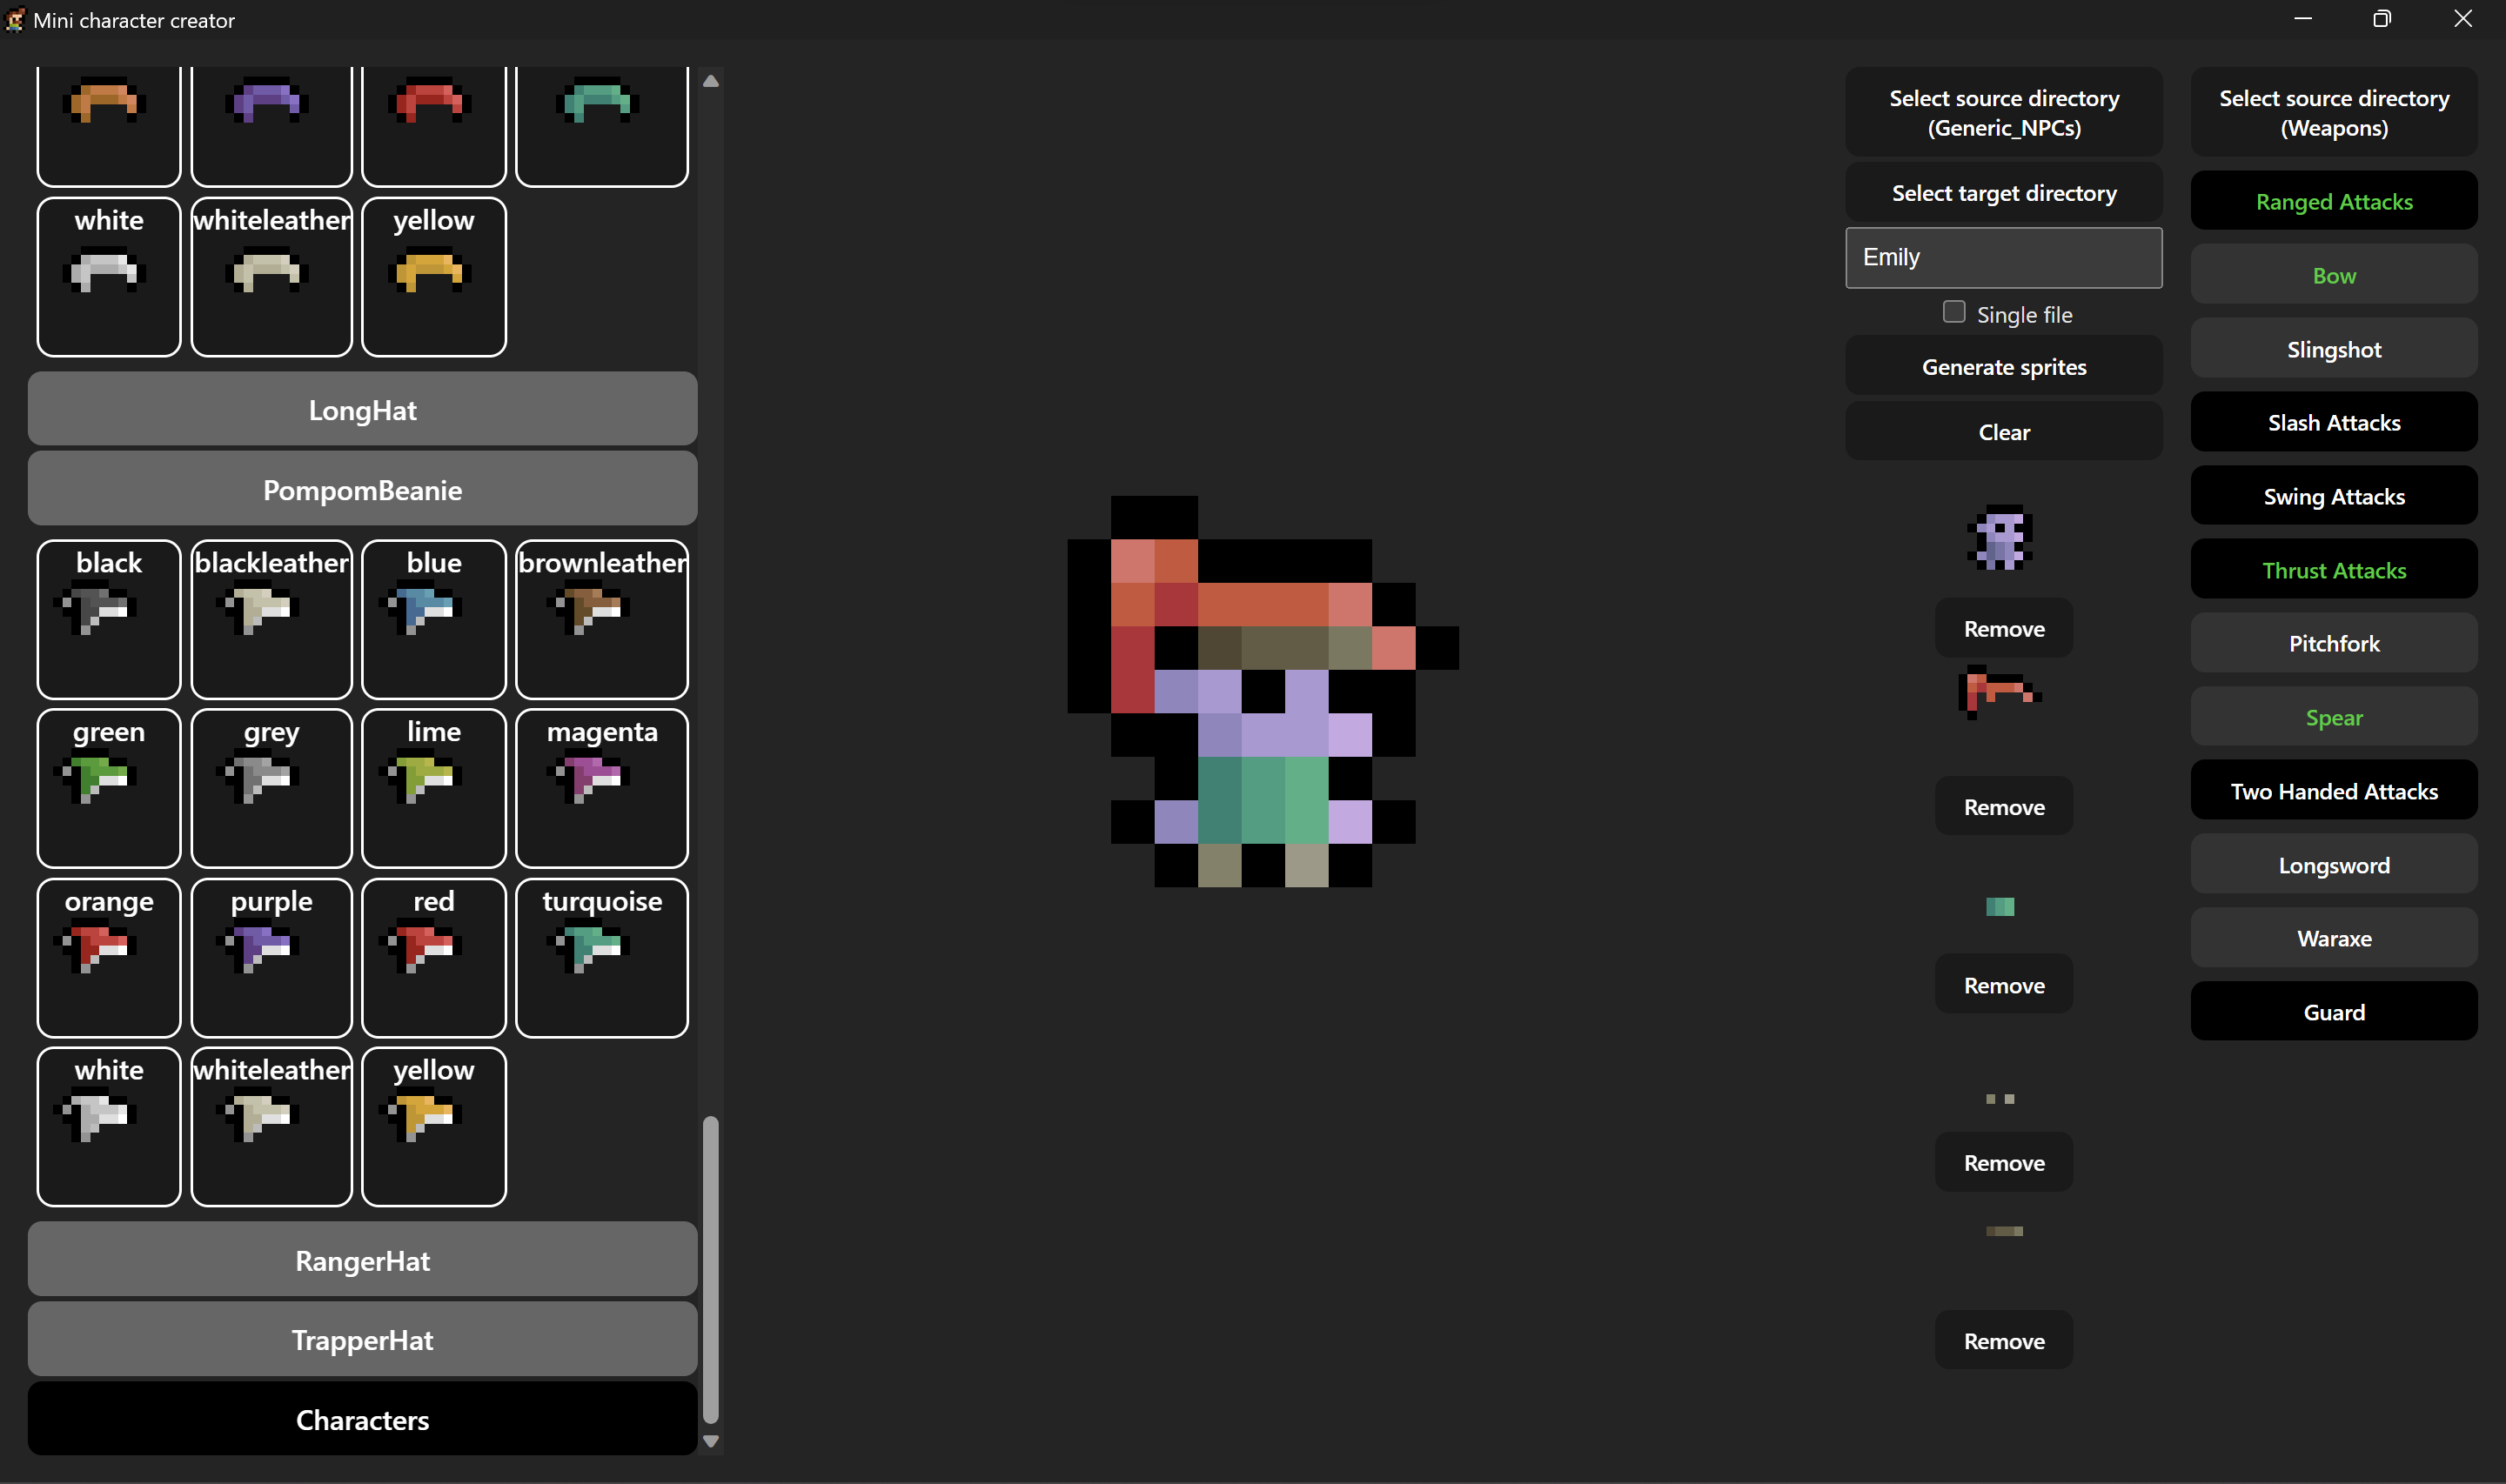 Mini character creator
white
whiteleather
yellow
LongHat
PompomBeanie
black
blackleather
blue
brownleather
green
grey
lime
magenta
orange
purple
red
turquoise
white
whiteleather
yellow
RangerHat
TrapperHat
Characters
Select source directory
(Generic_NPCs)
Select target directory
Emily
Single file
Generate sprites
Clear
Remove
Remove
Remove
Remove
Remove
Select source directory
(Weapons)
Ranged Attacks
Bow
Slingshot
Slash Attacks
Swing Attacks
Thrust Attacks
Pitchfork
Spear
Two Handed Attacks
Longsword
Waraxe
Guard